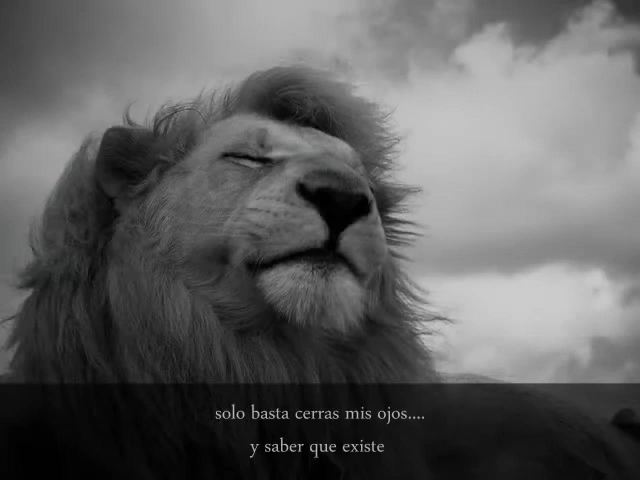 solo basta cerras mis ojos....
y saber que existe